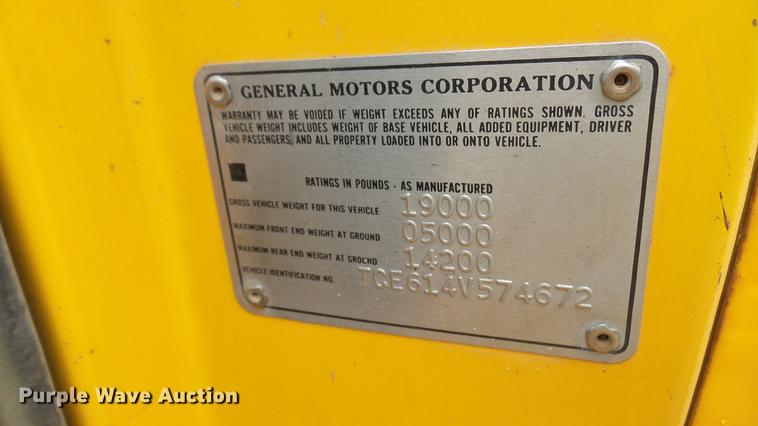 GENERAL MOTORS CORPORATION
WARRANTY MAY BE VOIDED IF WEIGHT EXCEEDS ANY OF RATINGS SHOWN. GROSS
VEHICLE WEIGHT INCLUDES WEIGHT OF BASE VEHICLE, ALL ADDED EQUIPMENT, DRIVER
AND PASSENGERS, AND ALL PROPERTY LOADED INTO OR ONTO VEHICLE.
RATINGS IN POUNDS - AS MANUFACTURED
GROSS VEHICLE WEIGHT FOR THIS VEHICLE 19000
MAXIMUM FRONT END WEIGHT AT GROUND 05000
MAXIMUM REAR END WEIGHT AT GROUND 14200
VEHICLE IDENTIFICATION NO. TCE614V574672
Purple Wave Auction